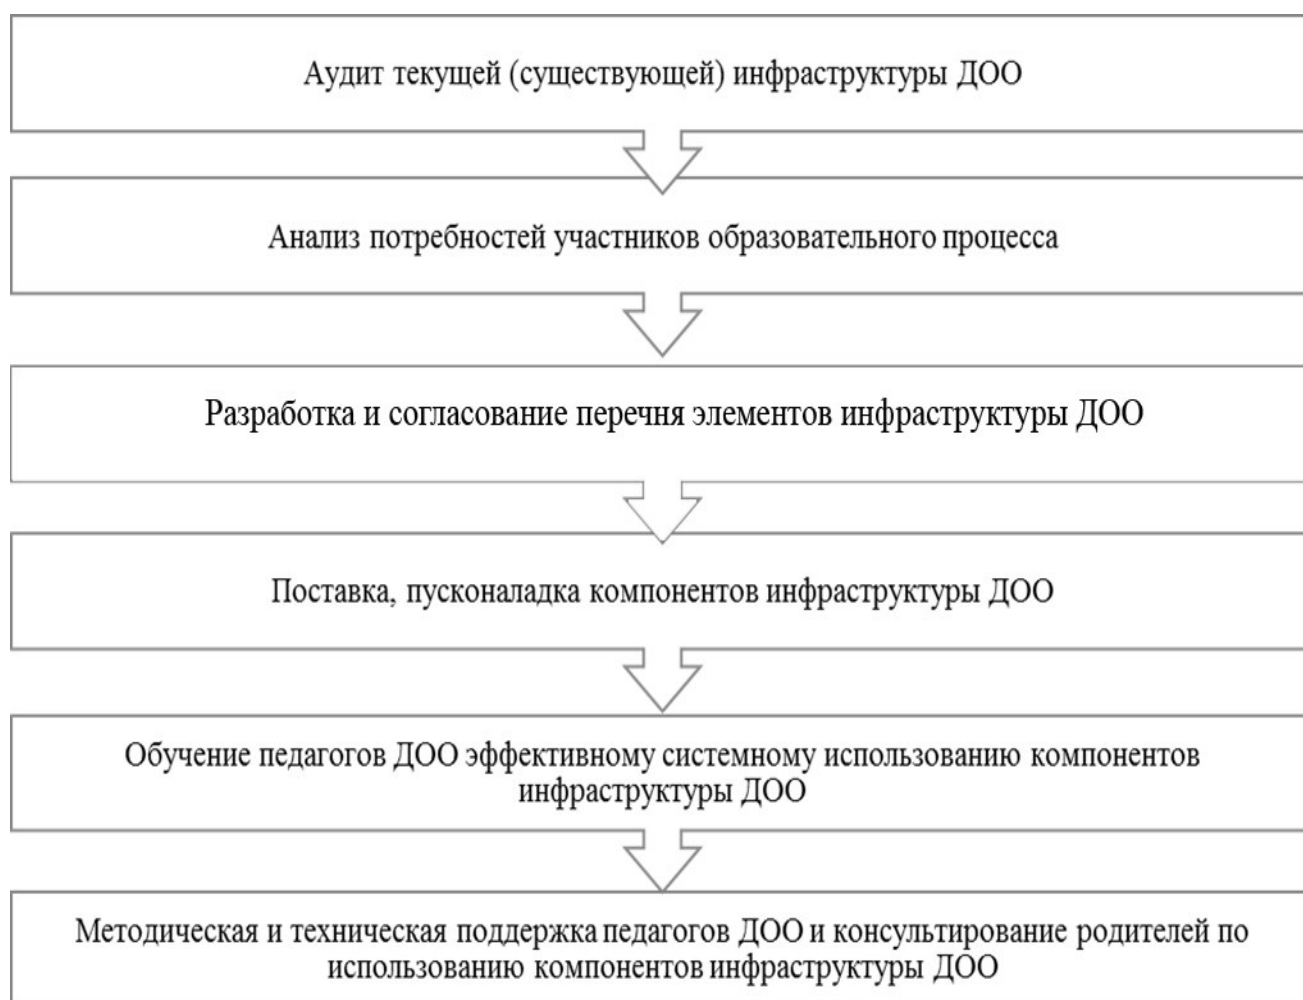 Аудит текущей (существующей) инфраструктуры ДОО
Анализ потребностей участников образовательного процесса
Разработка и согласование перечня элементов инфраструктуры ДОО
Поставка, пусконаладка компонентов инфраструктуры ДОО
Обучение педагогов ДОО эффективному системному использованию компонентов
инфраструктуры ДОО
Методическая и техническая поддержка педагогов ДОО и консультирование родителей по
использованию компонентов инфраструктуры ДОО